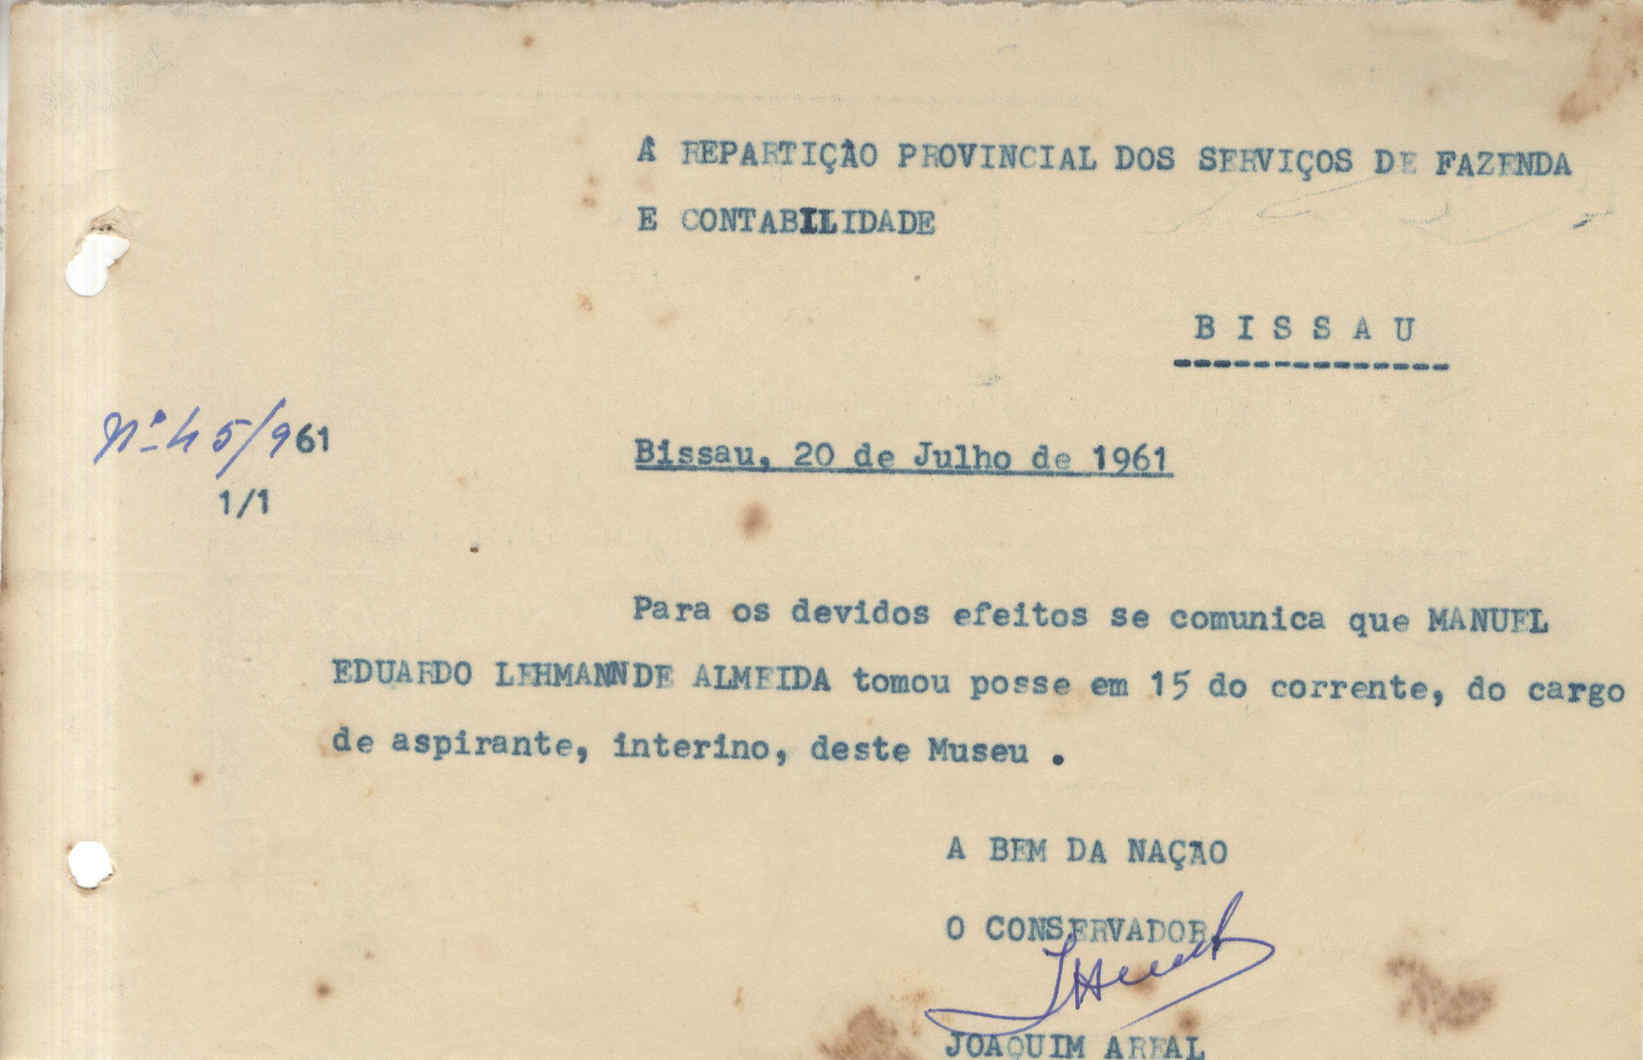 À REPARTIÇÃO PROVINCIAL DOS SERVIÇOS DE FAZENDA
E CONTABILIDADE
B I S S A U
--------------
Nº 45/961
1/1
Bissau, 20 de Julho de 1961
Para os devidos efeitos se comunica que MANUEL
EDUARDO LEHMANN DE ALMEIDA tomou posse em 15 do corrente, do cargo
de aspirante, interino, deste Museu .
A BEM DA NAÇÃO
O CONSERVADOR
JOAQUIM AREAL